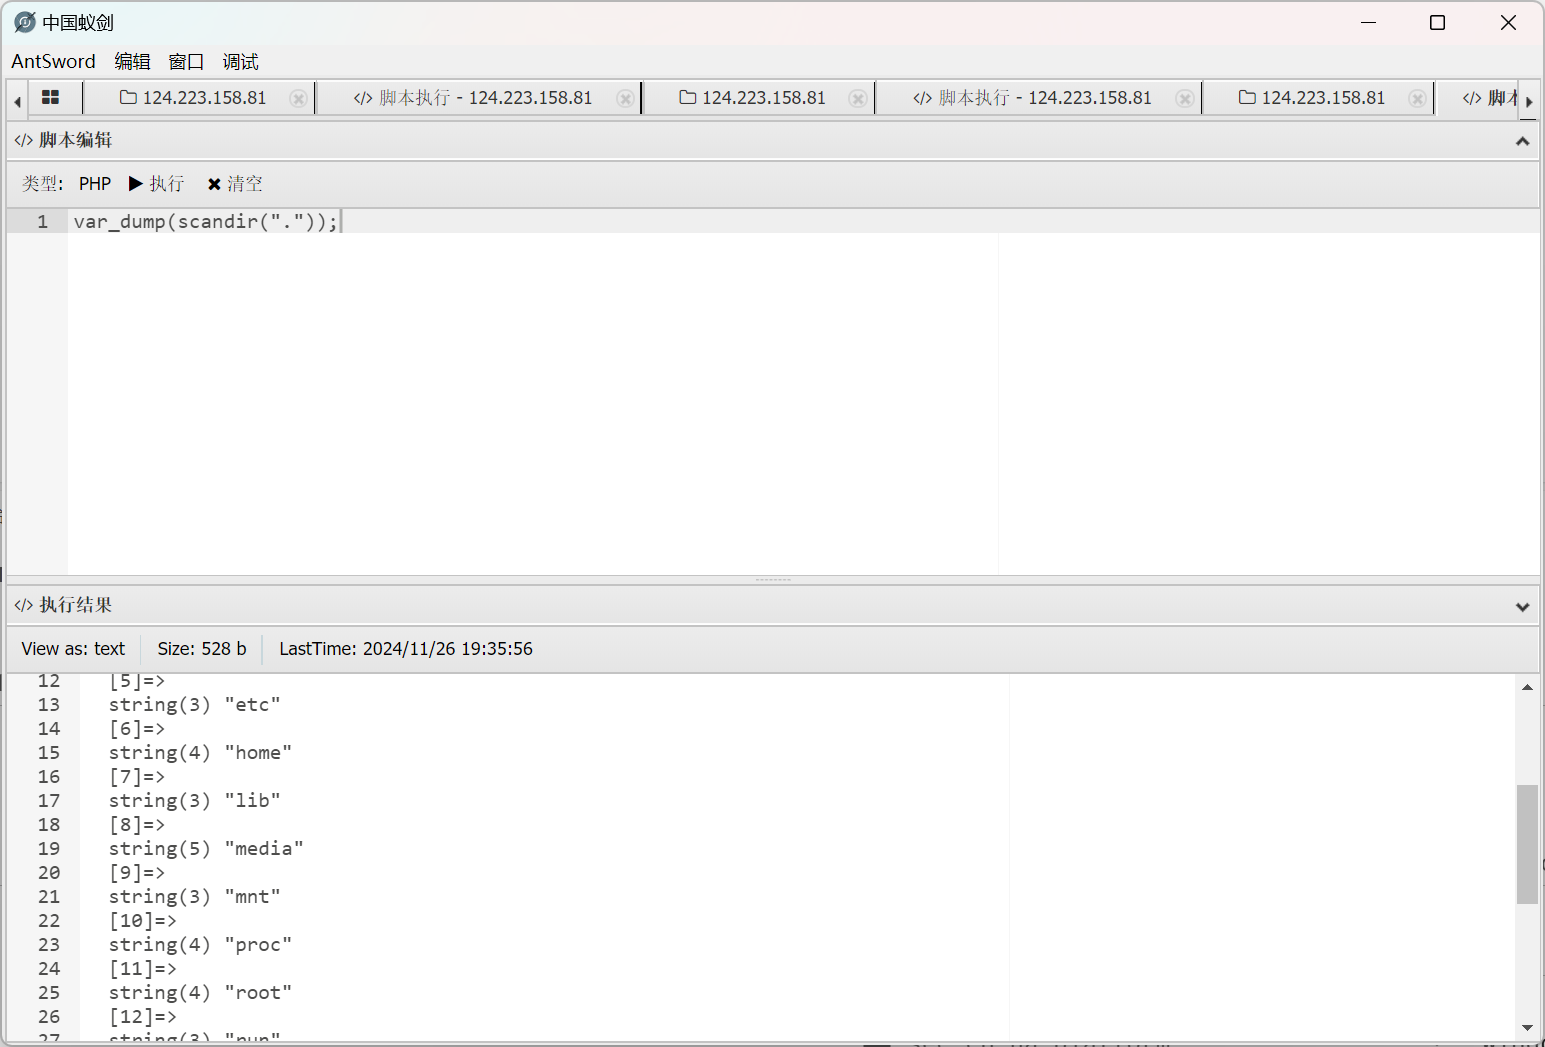 中国蚁剑
AntSword 编辑 窗口 调试
124.223.158.81 </> 脚本执行 - 124.223.158.81 124.223.158.81 </> 脚本执行 - 124.223.158.81 124.223.158.81 </> 脚本
</> 脚本编辑
类型: PHP 执行 清空
1 var_dump(scandir("."));
</> 执行结果
View as: text Size: 528 b LastTime: 2024/11/26 19:35:56
12 [5]=>
13 string(3) "etc"
14 [6]=>
15 string(4) "home"
16 [7]=>
17 string(3) "lib"
18 [8]=>
19 string(5) "media"
20 [9]=>
21 string(3) "mnt"
22 [10]=>
23 string(4) "proc"
24 [11]=>
25 string(4) "root"
26 [12]=>
27 string(3) "run"